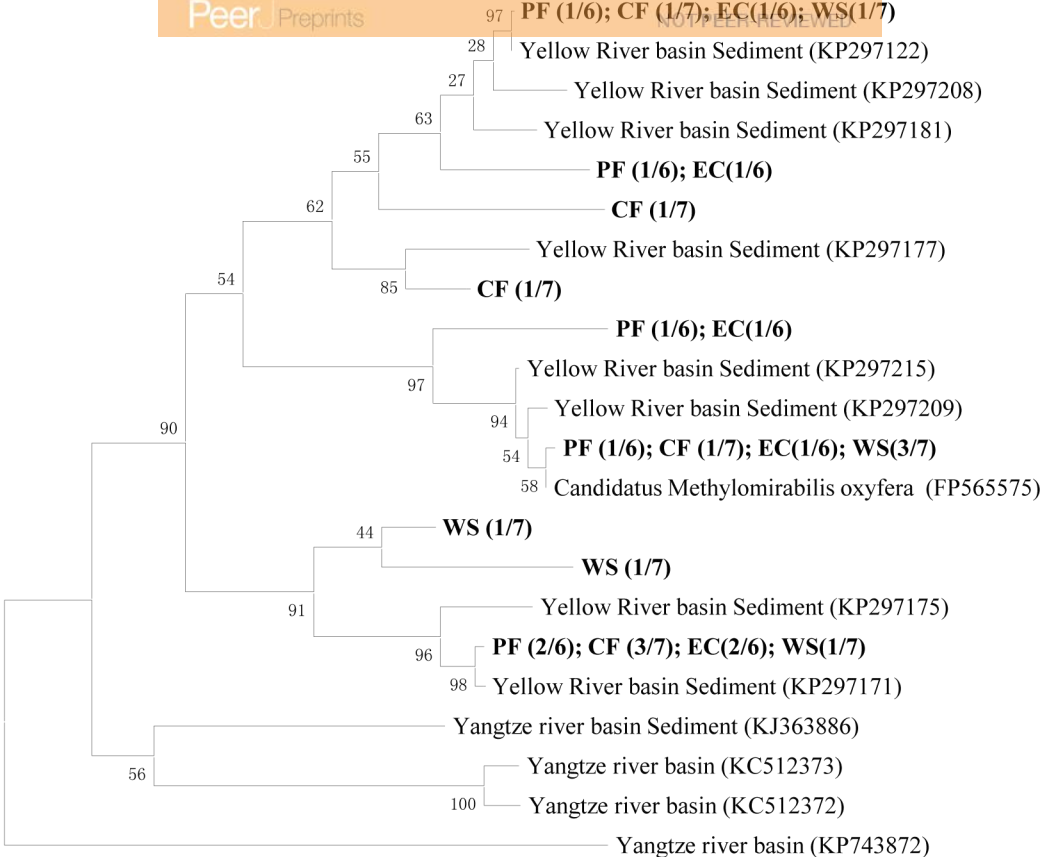 PeerJ Preprints
NOT PEER-REVIEWED
PF (1/6); CF (1/7); EC(1/6); WS(1/7)
97
Yellow River basin Sediment (KP297122)
28
Yellow River basin Sediment (KP297208)
27
Yellow River basin Sediment (KP297181)
63
PF (1/6); EC(1/6)
55
CF (1/7)
62
Yellow River basin Sediment (KP297177)
85
CF (1/7)
54
PF (1/6); EC(1/6)
97
Yellow River basin Sediment (KP297215)
Yellow River basin Sediment (KP297209)
94
PF (1/6); CF (1/7); EC(1/6); WS(3/7)
54
Candidatus Methylomirabilis oxyfera (FP565575)
58
90
WS (1/7)
44
WS (1/7)
91
Yellow River basin Sediment (KP297175)
PF (2/6); CF (3/7); EC(2/6); WS(1/7)
96
Yellow River basin Sediment (KP297171)
98
Yangtze river basin Sediment (KJ363886)
56
Yangtze river basin (KC512373)
100
Yangtze river basin (KC512372)
Yangtze river basin (KP743872)